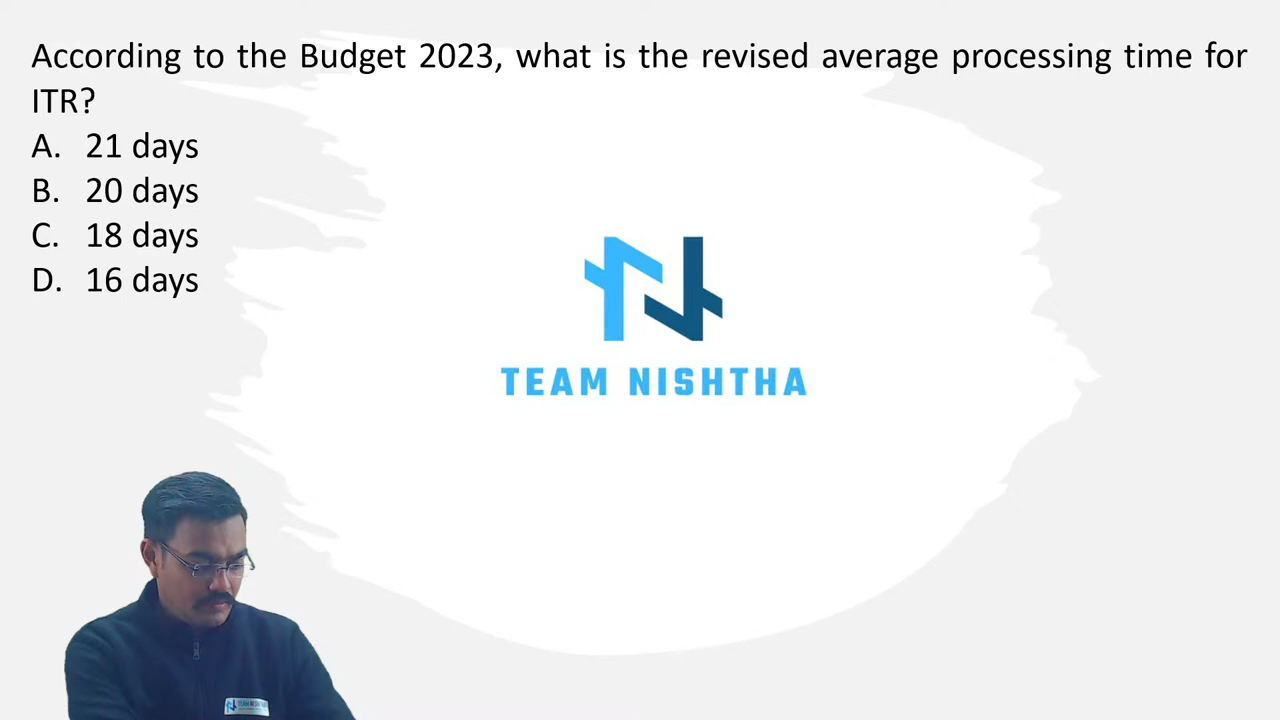 According to the Budget 2023, what is the revised average processing time for
ITR?
A. 21 days
B. 20 days
C. 18 days
D. 16 days
TEAM NISHTHA